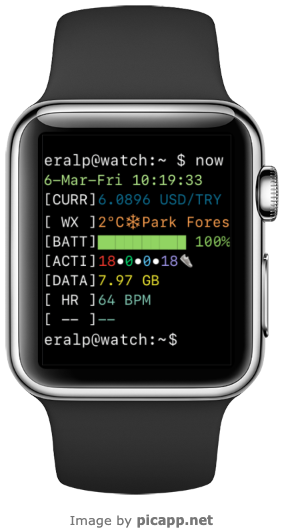 eralp@watch:~ $ now
6-Mar-Fri 10:19:33
[CURR]6.0896 USD/TRY
[ WX ]2°C❄Park Fores
[BATT]██████████ 100%
[ACTI]18•0•0•18
[DATA]7.97 GB
[ HR ]64 BPM
[ -- ]--
eralp@watch:~$
Image by picapp.net